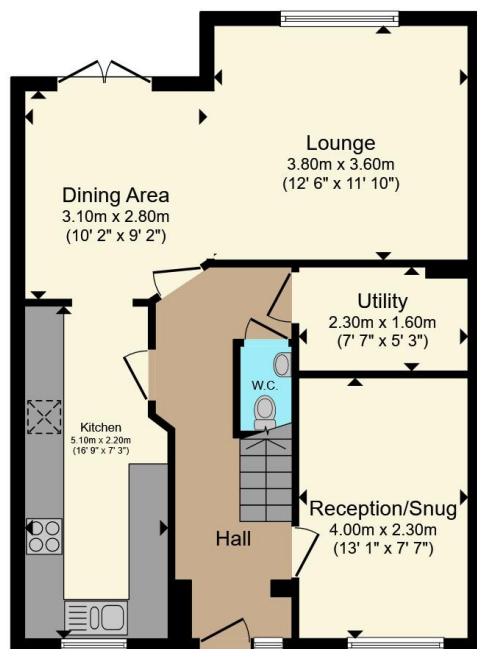 Lounge
3.80m x 3.60m
(12' 6" x 11' 10")
Dining Area
3.10m x 2.80m
(10' 2" x 9' 2")
Utility
2.30m x 1.60m
(7' 7" x 5' 3")
W.C.
Kitchen
5.10m x 2.20m
(16' 9" x 7' 3")
Reception/Snug
4.00m x 2.30m
(13' 1" x 7' 7")
Hall